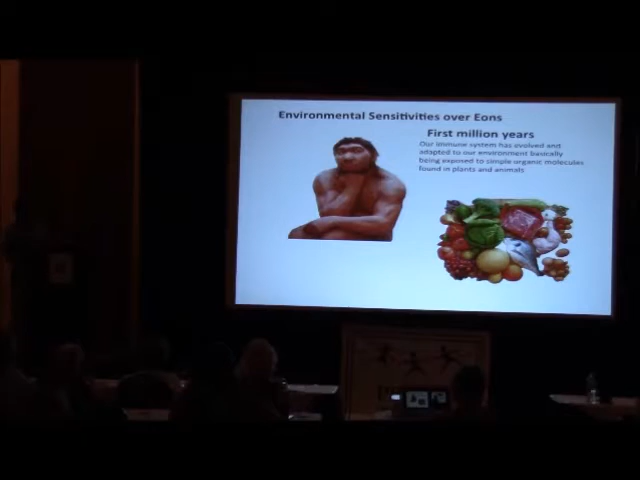 Environmental Sensitivities over Eons
First million years
Our immune system has evolved and
adapted to our environment basically
being exposed to simple organic molecules
found in plants and animals